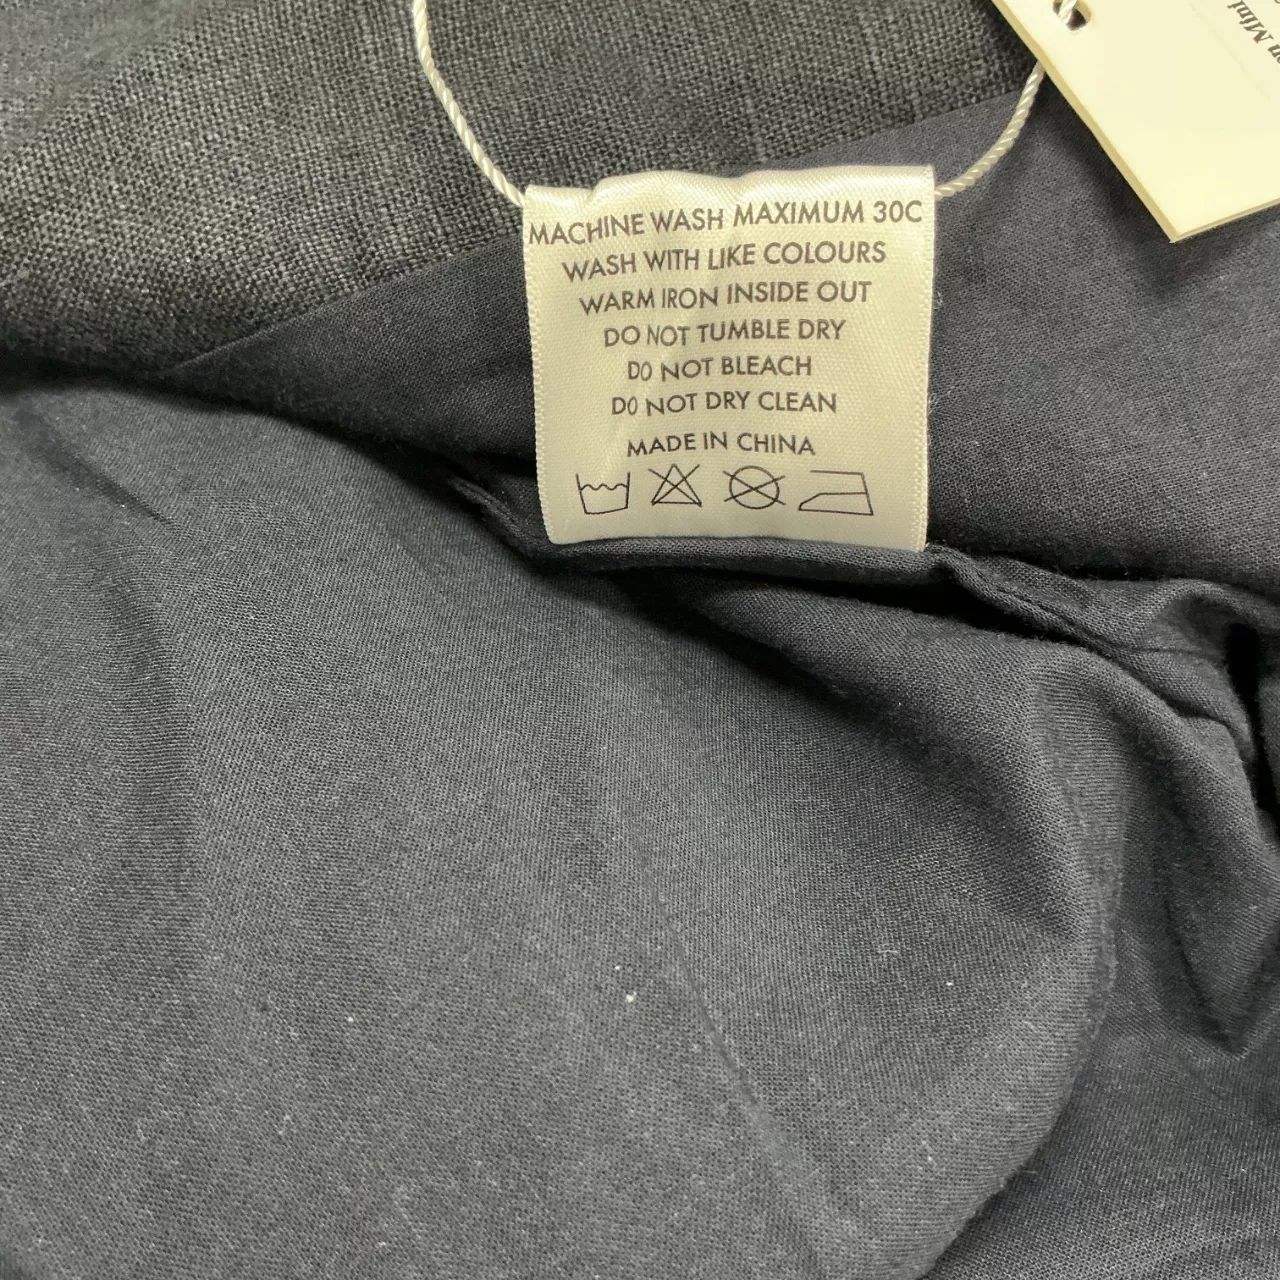 MACHINE WASH MAXIMUM 30C
WASH WITH LIKE COLOURS
WARM IRON INSIDE OUT
DO NOT TUMBLE DRY
DO NOT BLEACH
DO NOT DRY CLEAN
MADE IN CHINA
Mini